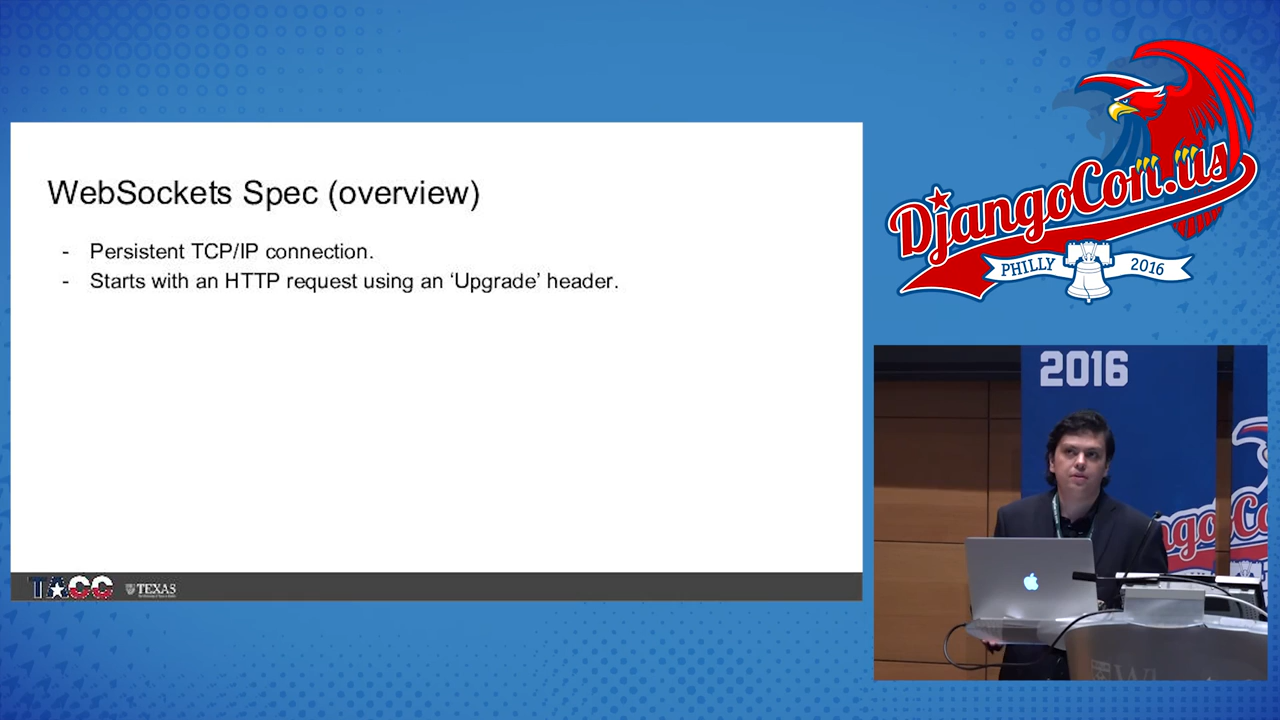 WebSockets Spec (overview)
- Persistent TCP/IP connection.
- Starts with an HTTP request using an ‘Upgrade’ header.
TACC
TEXAS
DjangoCon.us
PHILLY
2016
2016
ngoCo